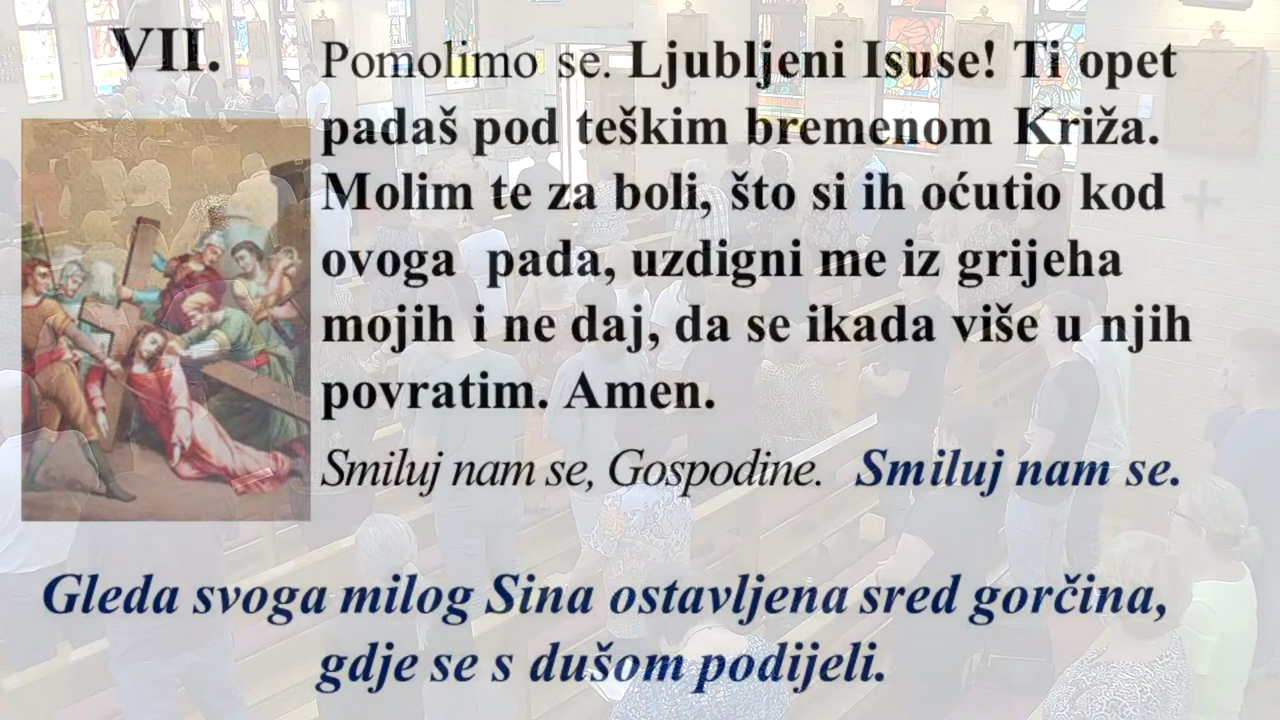 VII.
Pomolimo se. Ljubljeni Isuse! Ti opet
padaš pod teškim bremenom Križa.
Molim te za boli, što si ih oćutio kod
ovoga pada, uzdigni me iz grijeha
mojih i ne daj, da se ikada više u njih
povratim. Amen.
Smiluj nam se, Gospodine. Smiluj nam se.
Gleda svoga milog Sina ostavljena sred gorčina,
gdje se s dušom podijeli.